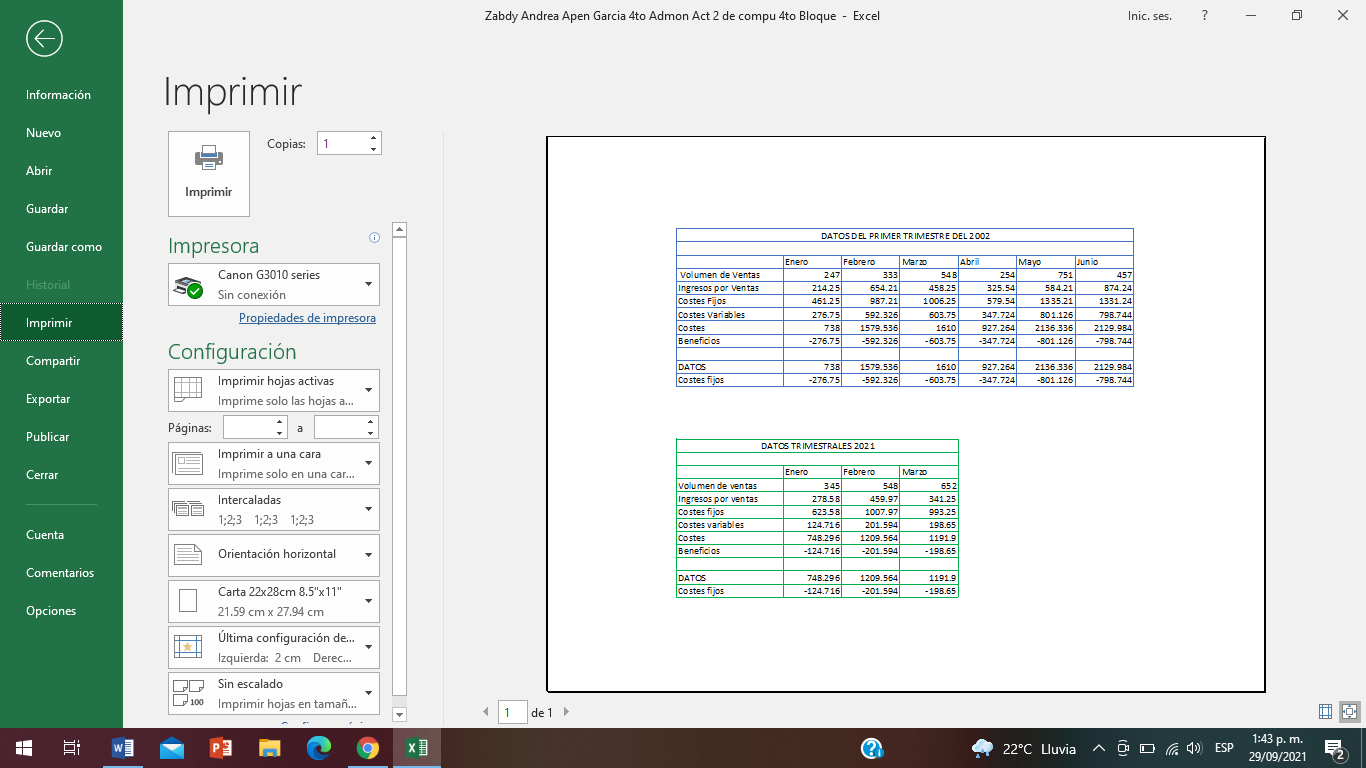 Zabdy Andrea Apen Garcia 4to Admon Act 2 de compu 4to Bloque - Excel
Inic. ses.
?
Información
Nuevo
Abrir
Guardar
Guardar como
Historial
Imprimir
Compartir
Exportar
Publicar
Cerrar
Cuenta
Comentarios
Opciones
Imprimir
Imprimir
Copias: 1
Impresora
Canon G3010 series
Sin conexión
Propiedades de impresora
Configuración
Imprimir hojas activas
Imprime solo las hojas a...
Páginas: a
Imprimir a una cara
Imprime solo en una car...
Intercaladas
1;2;3 1;2;3 1;2;3
Orientación horizontal
Carta 22x28cm 8.5"x11"
21.59 cm x 27.94 cm
Última configuración de...
Izquierda: 2 cm Derec...
Sin escalado
100
Imprimir hojas en tamañ...
DATOS DEL PRIMER TRIMESTRE DEL 2002
Enero Febrero Marzo Abril Mayo Junio
Volumen de Ventas 247 333 548 254 751 457
Ingresos por Ventas 214.25 654.21 458.25 325.54 584.21 874.24
Costes Fijos 461.25 987.21 1006.25 579.54 1335.21 1331.24
Costes Variables 276.75 592.326 603.75 347.724 801.126 798.744
Costes 738 1579.536 1610 927.264 2136.336 2129.984
Beneficios -276.75 -592.326 -603.75 -347.724 -801.126 -798.744
DATOS 738 1579.536 1610 927.264 2136.336 2129.984
Costes fijos -276.75 -592.326 -603.75 -347.724 -801.126 -798.744
DATOS TRIMESTRALES 2021
Enero Febrero Marzo
Volumen de ventas 345 548 652
Ingresos por ventas 278.58 459.97 341.25
Costes fijos 623.58 1007.97 993.25
Costes variables 124.716 201.594 198.65
Costes 748.296 1209.564 1191.9
Beneficios -124.716 -201.594 -198.65
DATOS 748.296 1209.564 1191.9
Costes fijos -124.716 -201.594 -198.65
1 de 1
22°C Lluvia
ESP
1:43 p. m.
29/09/2021
2